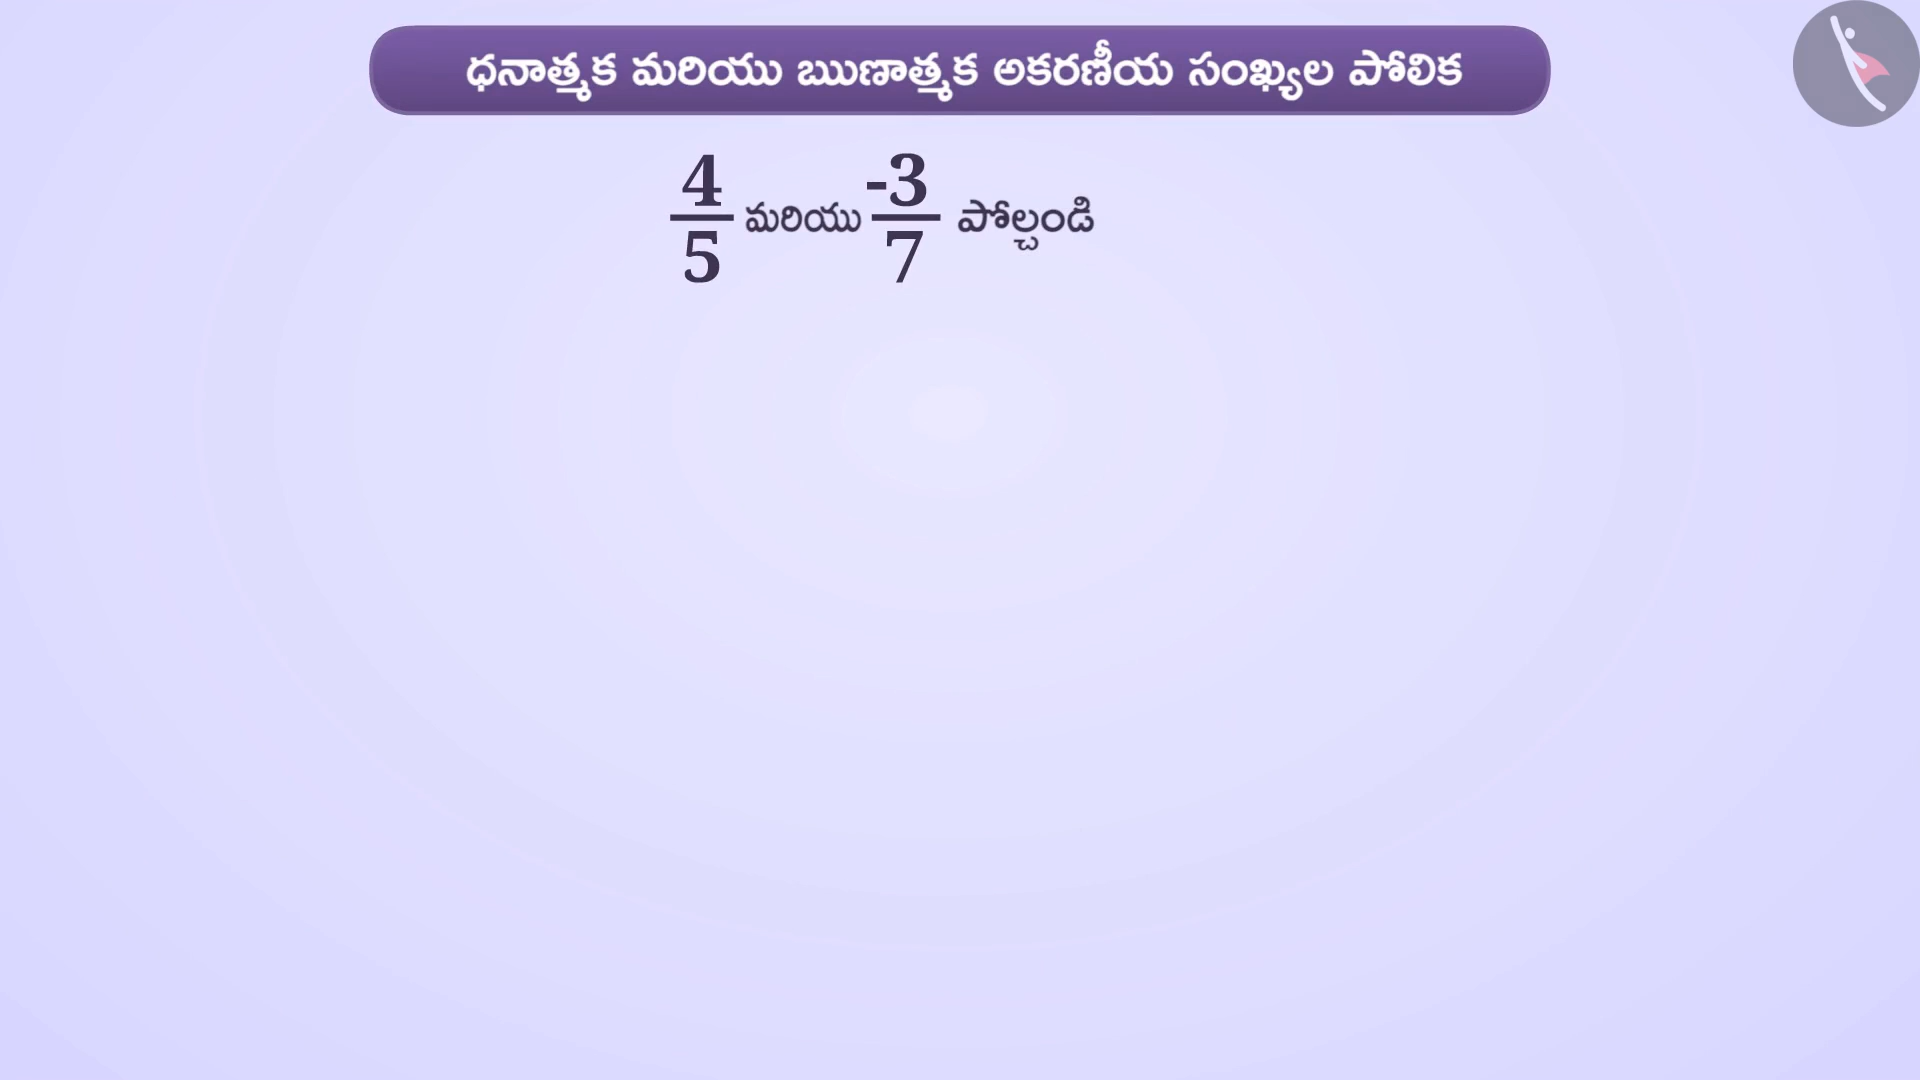 ధనాత్మక మరియు ఋణాత్మక అకరణీయ సంఖ్యల పోలిక
4/5 మరియు -3/7 పోల్చండి